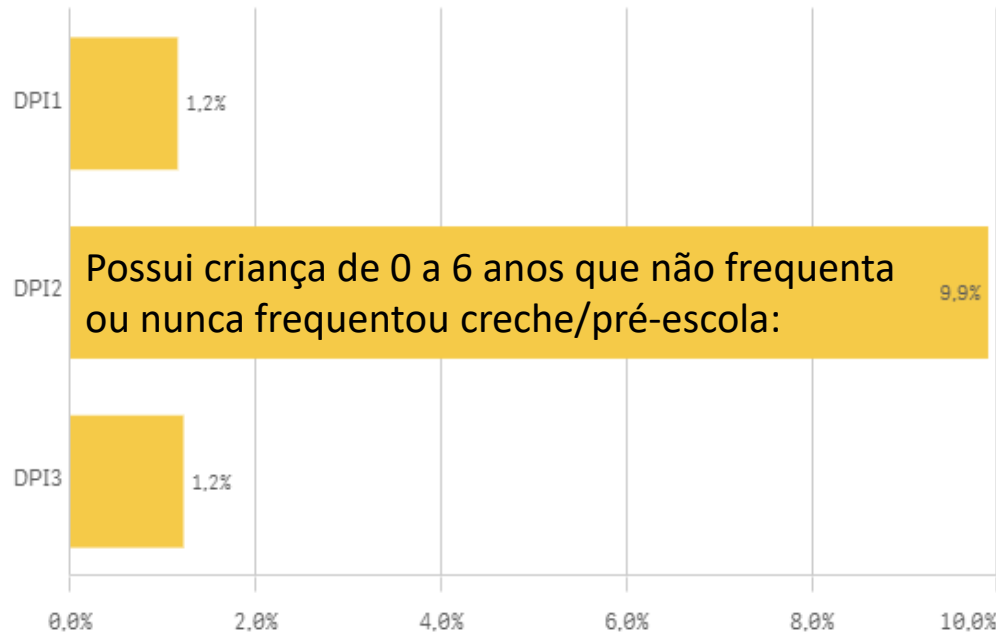 DPI1
1,2%
DPI2
Possui criança de 0 a 6 anos que não frequenta
ou nunca frequentou creche/pré-escola:
9,9%
DPI3
1,2%
0,0% 2,0% 4,0% 6,0% 8,0% 10,0%